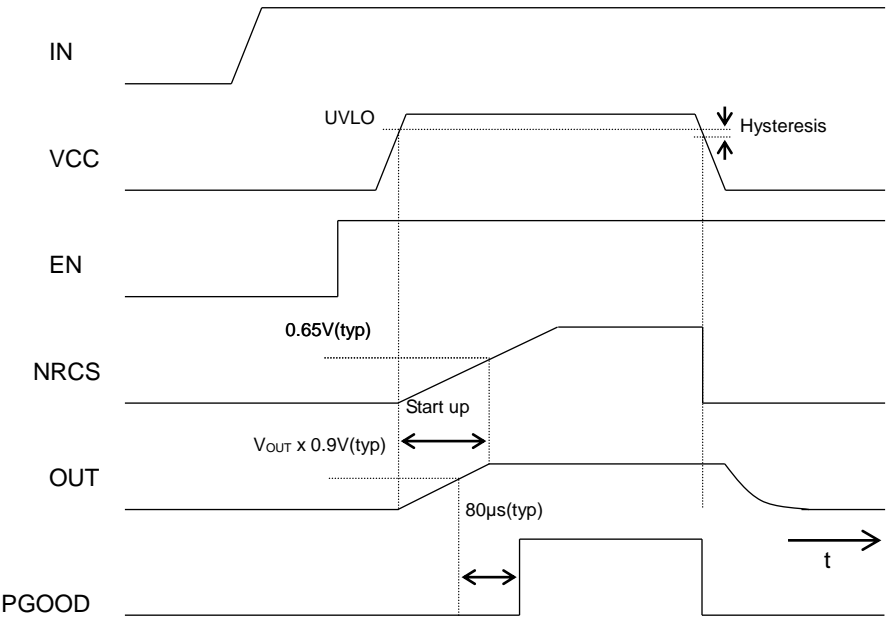 IN
UVLO
Hysteresis
VCC
EN
0.65V(typ)
NRCS
Start up
VOUT x 0.9V(typ)
OUT
80μs(typ)
t
PGOOD